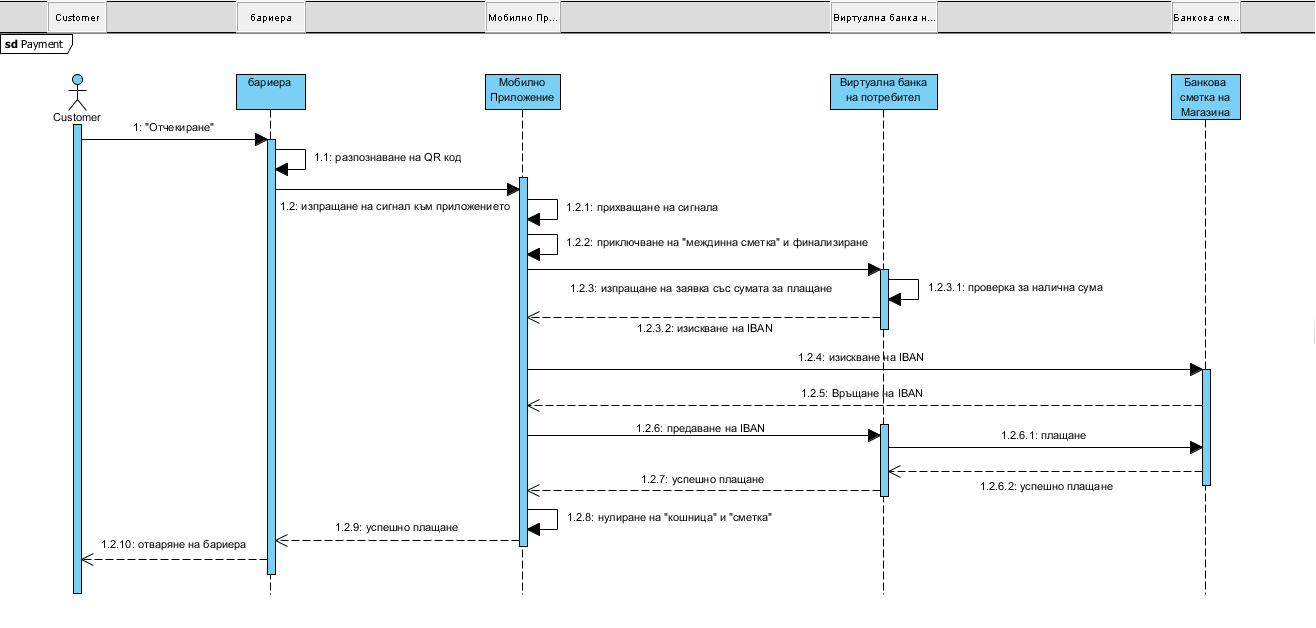 Customer
бариера
Мобилно Пр...
Виртуална банка н...
Банкова см...
sd Payment
Customer
бариера
Мобилно
Приложение
Виртуална банка
на потребител
Банкова
сметка на
Магазина
1: "Отчекиране"
1.1: разпознаване на QR код
1.2: изпращане на сигнал към приложението
1.2.1: прихващане на сигнала
1.2.2: приключване на "междинна сметка" и финализиране
1.2.3: изпращане на заявка със сумата за плащане
1.2.3.1: проверка за налична сума
1.2.3.2: изискване на IBAN
1.2.4: изискване на IBAN
1.2.5: Връщане на IBAN
1.2.6: предаване на IBAN
1.2.6.1: плащане
1.2.6.2: успешно плащане
1.2.7: успешно плащане
1.2.8: нулиране на "кошница" и "сметка"
1.2.9: успешно плащане
1.2.10: отваряне на бариера